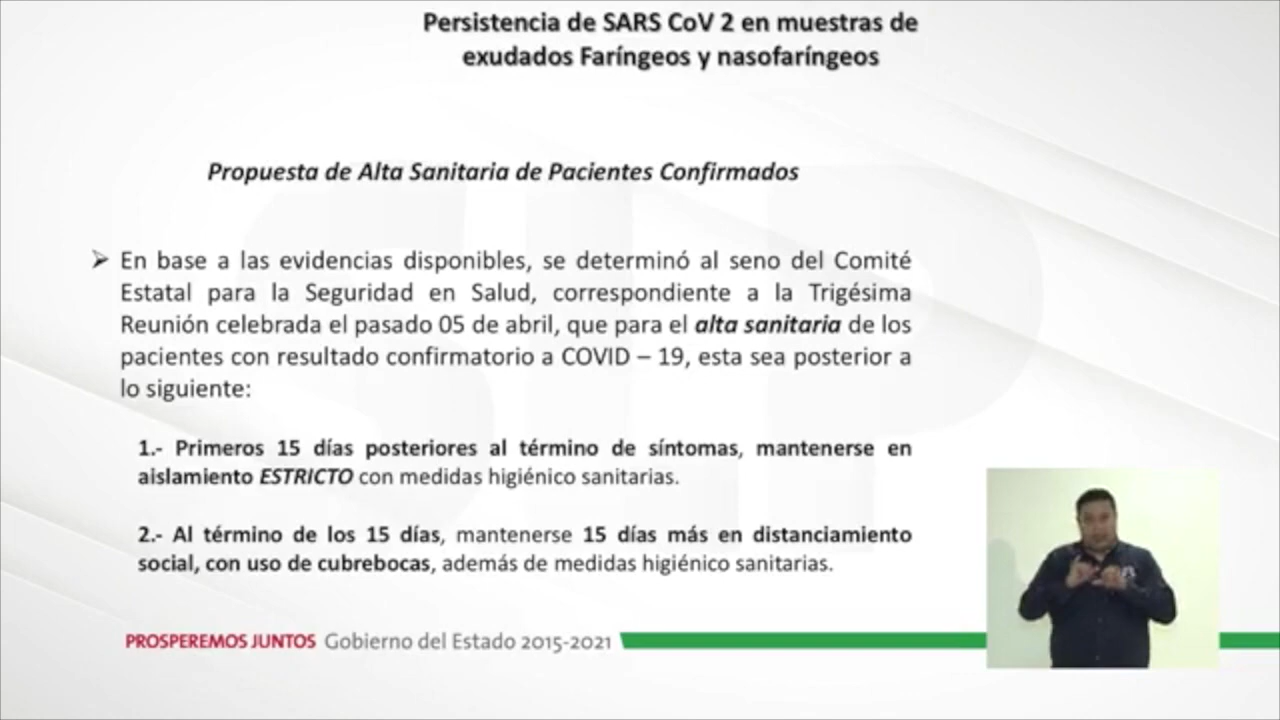 Persistencia de SARS CoV 2 en muestras de
exudados Faríngeos y nasofaríngeos
Propuesta de Alta Sanitaria de Pacientes Confirmados
➢ En base a las evidencias disponibles, se determinó al seno del Comité
Estatal para la Seguridad en Salud, correspondiente a la Trigésima
Reunión celebrada el pasado 05 de abril, que para el alta sanitaria de los
pacientes con resultado confirmatorio a COVID – 19, esta sea posterior a
lo siguiente:
1.- Primeros 15 días posteriores al término de síntomas, mantenerse en
aislamiento ESTRICTO con medidas higiénico sanitarias.
2.- Al término de los 15 días, mantenerse 15 días más en distanciamiento
social, con uso de cubrebocas, además de medidas higiénico sanitarias.
PROSPEREMOS JUNTOS Gobierno del Estado 2015-2021
SLP